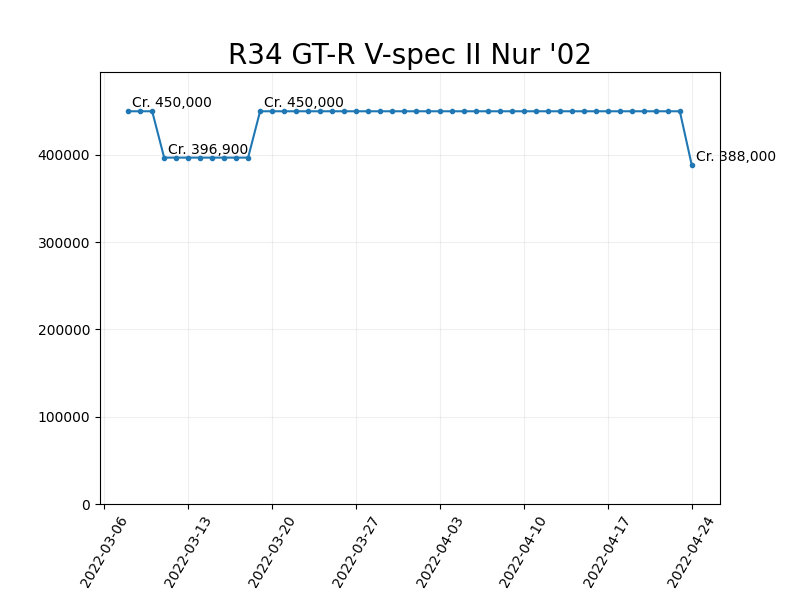 R34 GT-R V-spec II Nur '02
Cr. 450,000
Cr. 450,000
Cr. 396,900
Cr. 388,000
400000
300000
200000
100000
0
2022-03-06
2022-03-13
2022-03-20
2022-03-27
2022-04-03
2022-04-10
2022-04-17
2022-04-24